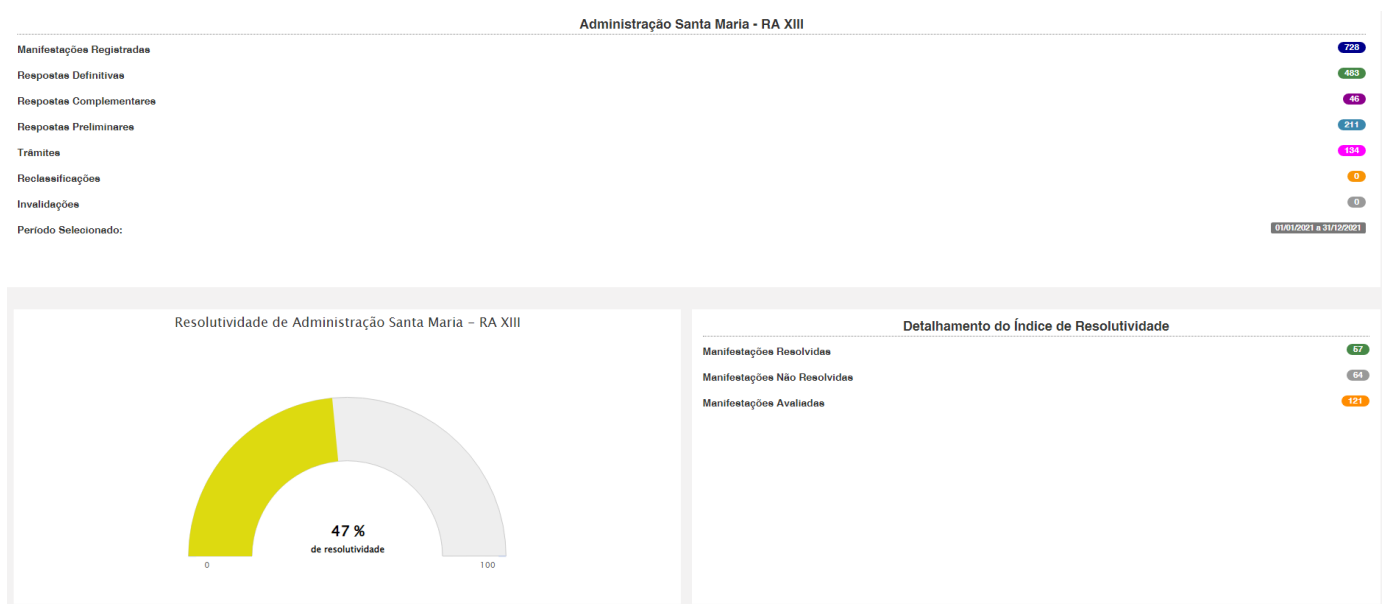 Administração Santa Maria - RA XIII
Manifestações Registradas 728
Respostas Definitivas 483
Respostas Complementares 46
Respostas Preliminares 211
Trâmites 134
Reclassificações 0
Invalidações 0
Período Selecionado: 01/01/2021 a 31/12/2021
Resolutividade de Administração Santa Maria – RA XIII
47 %
de resolutividade
0 100
Detalhamento do Índice de Resolutividade
Manifestações Resolvidas 57
Manifestações Não Resolvidas 64
Manifestações Avaliadas 121